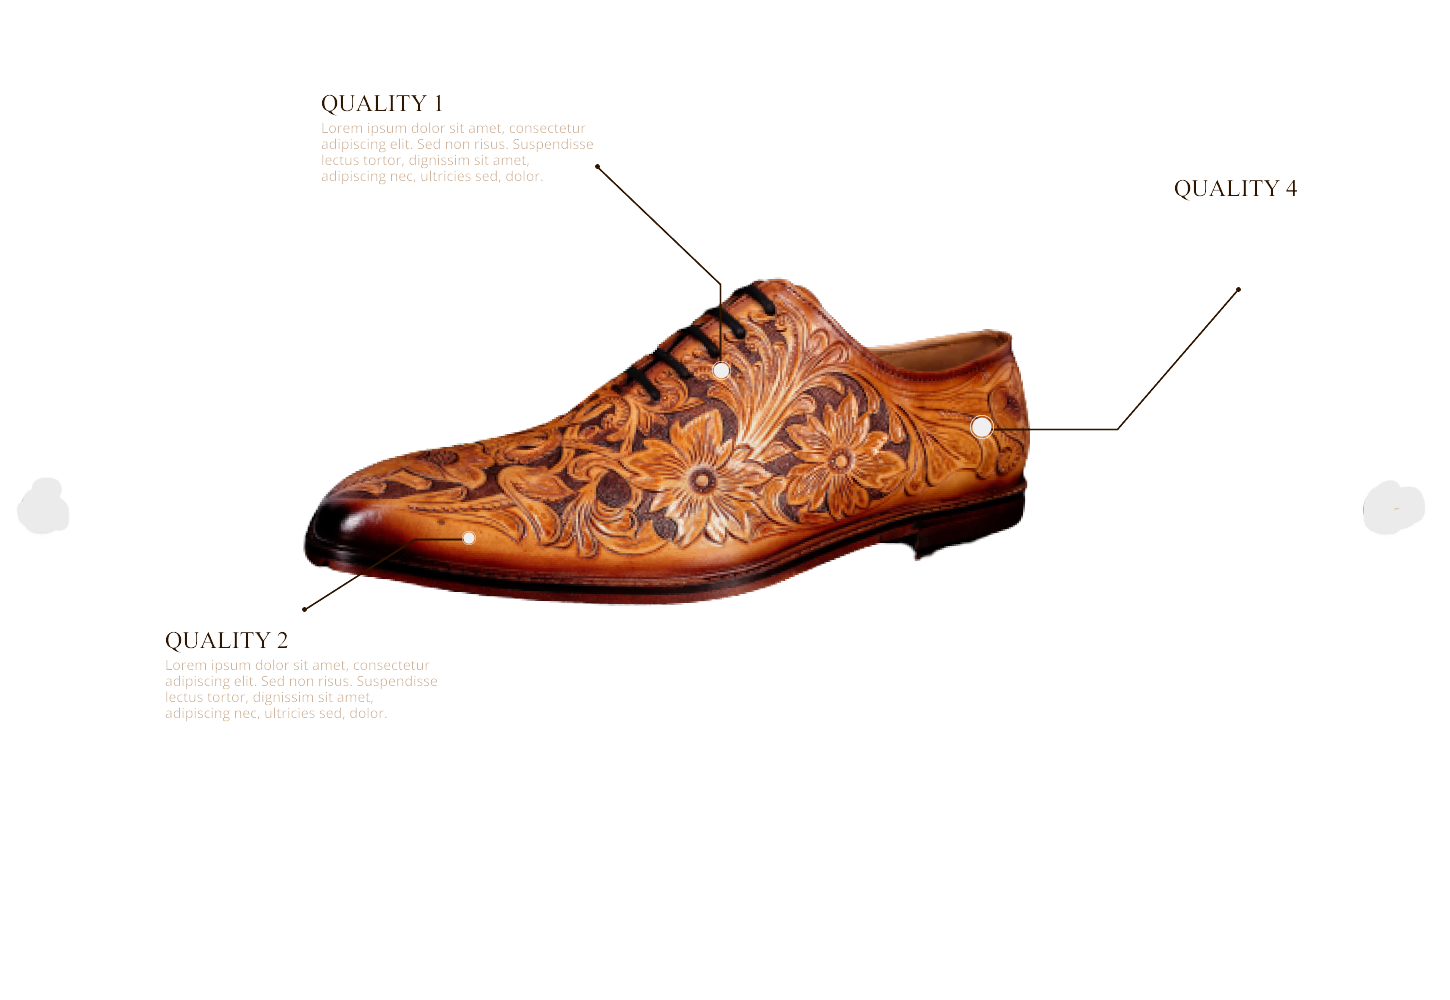 QUALITY 1
Lorem ipsum dolor sit amet, consectetur
adipiscing elit. Sed non risus. Suspendisse
lectus tortor, dignissim sit amet,
adipiscing nec, ultricies sed, dolor.
QUALITY 4
QUALITY 2
Lorem ipsum dolor sit amet, consectetur
adipiscing elit. Sed non risus. Suspendisse
lectus tortor, dignissim sit amet,
adipiscing nec, ultricies sed, dolor.